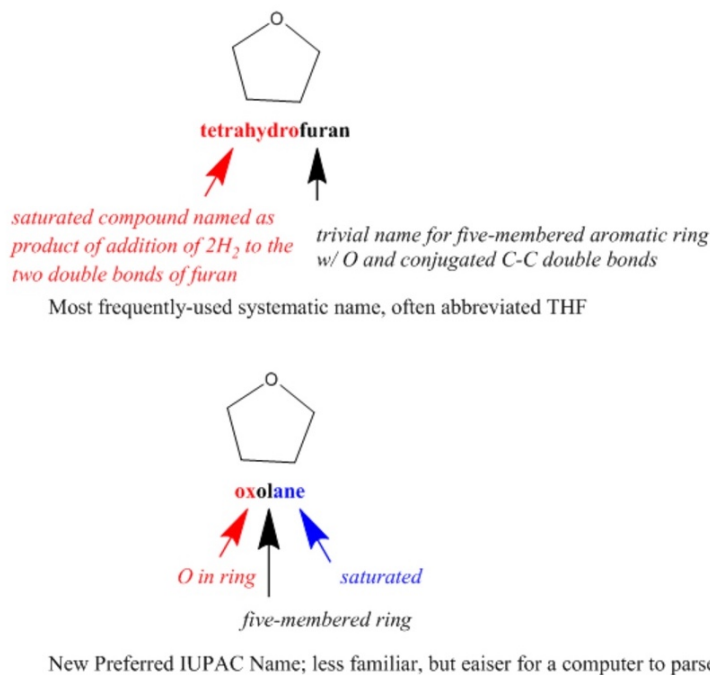 O
tetrahydrofuran
saturated compound named as
product of addition of 2H₂ to the
two double bonds of furan
trivial name for five-membered aromatic ring
w/ O and conjugated C-C double bonds
Most frequently-used systematic name, often abbreviated THF
O
oxolane
O in ring
saturated
five-membered ring
New Preferred IUPAC Name; less familiar, but eaiser for a computer to parse